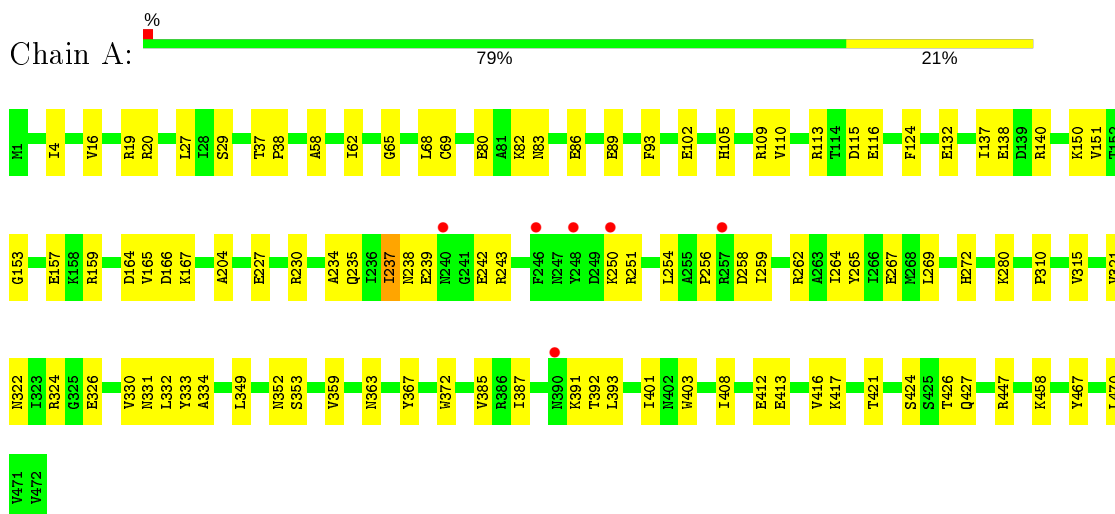 %
Chain A:
79% 21%
M1 I4 V16 R19 R20 L27 I28 S29 T37 P38 A58 I62 G65 L68 C69 E80 A81 K82 N83 E86 E89 F93 E102 H105 R109 V110 R113 T114 D115 E116 F124 E132 I137 E138 D139 R140 K150 V151 T152
G153 E157 K158 R159 D164 V165 D166 K167 A204 E227 R230 A234 Q235 I236 I237 N238 E239 N240 G241 E242 R243 F246 N247 Y248 D249 K250 R251 L254 A255 P256 R257 D258 I259 R262 A263 I264 Y265 I266 E267 M268 L269 H272 K280 P310 V315
N322 I323 R324 G325 E326 V330 N331 L332 Y333 A334 L349 N352 S353 V359 N363 Y367 W372 V385 R386 I387 N390 K391 T392 L393 I401 N402 W403 I408 E412 E413 V416 K417 T421 S424 S425 T426 Q427 R447 K458 Y467 L470
V471 V472